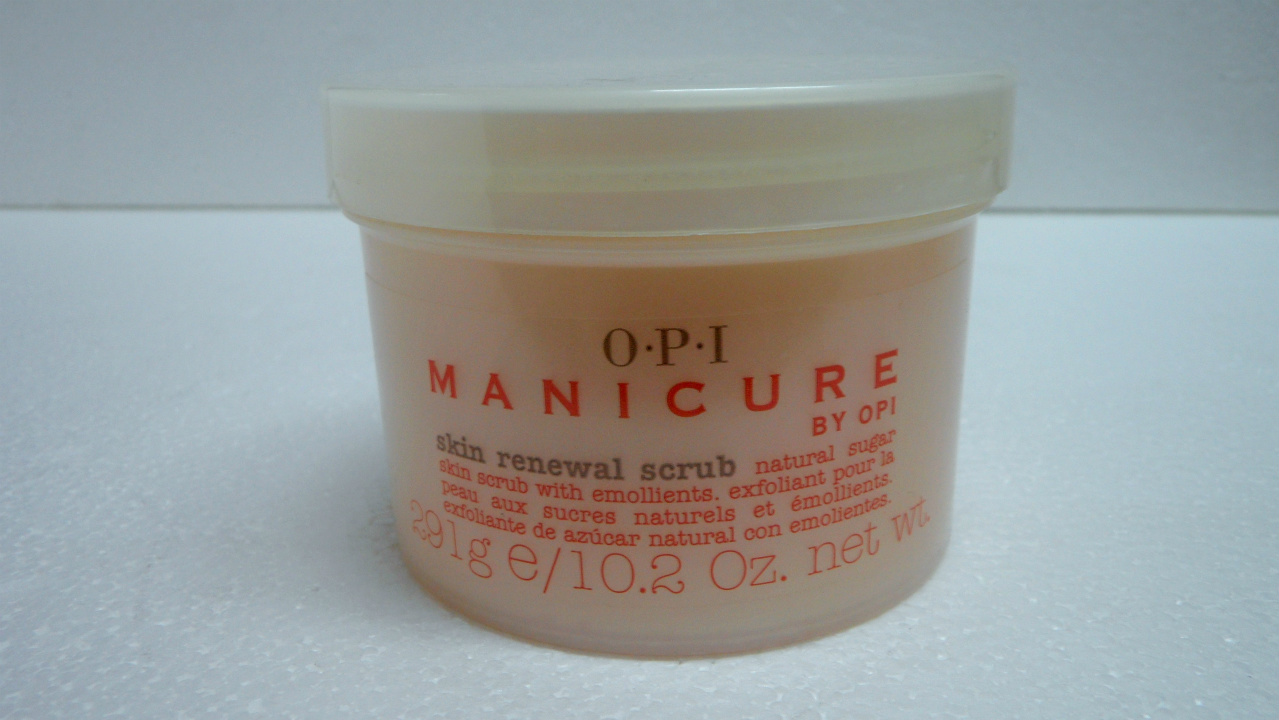 O·P·I
MANICURE
BY OPI
skin renewal scrub natural sugar
skin scrub with emollients. exfoliant pour la
peau aux sucres naturels et émollients.
exfoliante de azúcar natural con emolientes.
291g e/10.2 Oz. net wt.